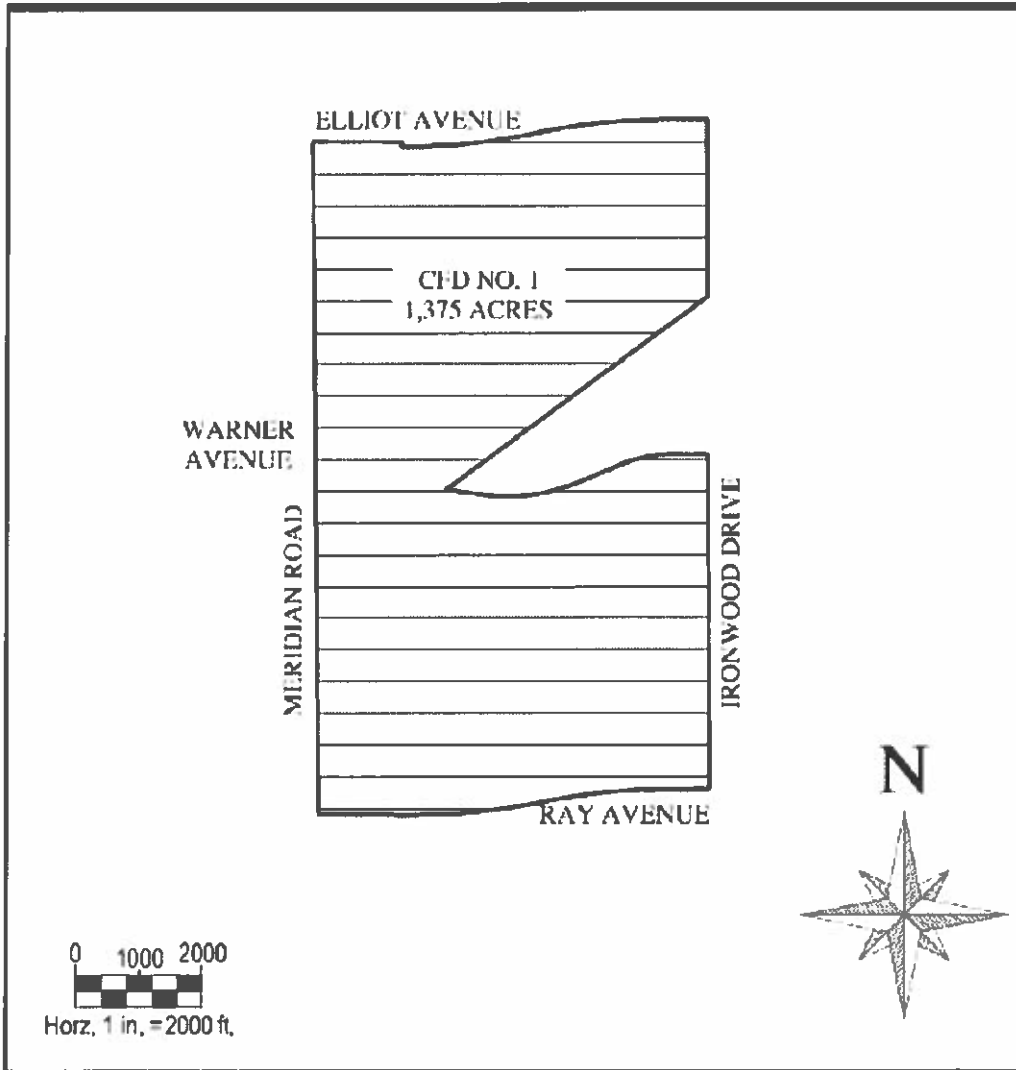 ELLIOT AVENUE
CFD NO. 1
1,375 ACRES
WARNER
AVENUE
MERIDIAN ROAD
IRONWOOD DRIVE
RAY AVENUE
N
0 1000 2000
Horz, 1 in, =2000 ft,